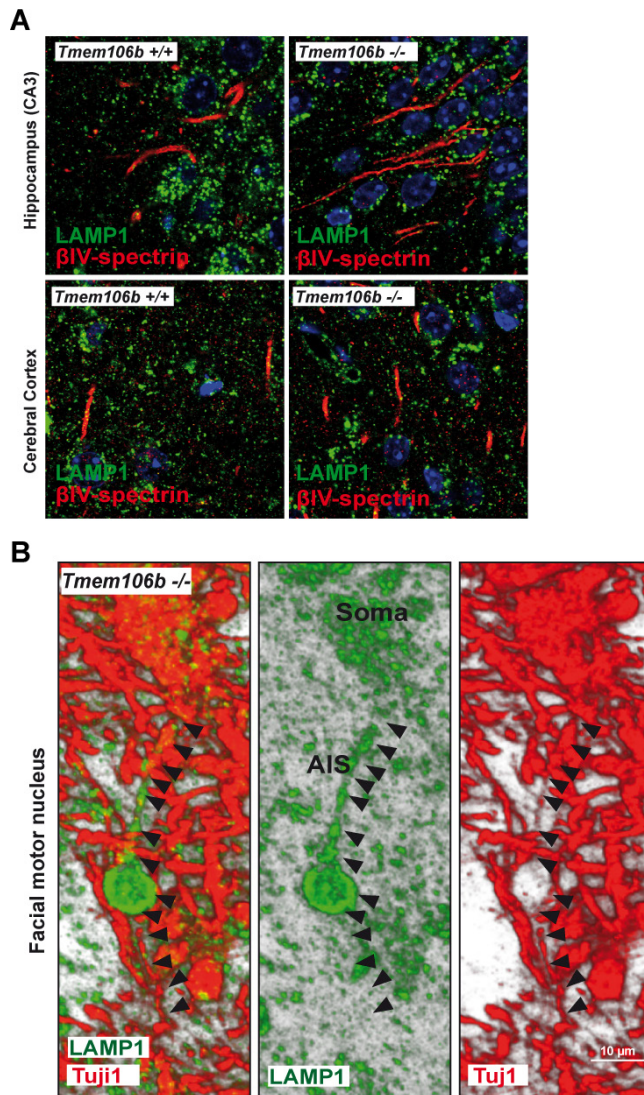 A
Tmem106b +/+
Tmem106b -/-
Hippocampus (CA3)
LAMP1
βIV-spectrin
LAMP1
βIV-spectrin
Tmem106b +/+
Tmem106b -/-
Cerebral Cortex
LAMP1
βIV-spectrin
LAMP1
βIV-spectrin
B
Tmem106b -/-
Soma
AIS
Facial motor nucleus
LAMP1
Tuji1
LAMP1
Tuj1
10 µm